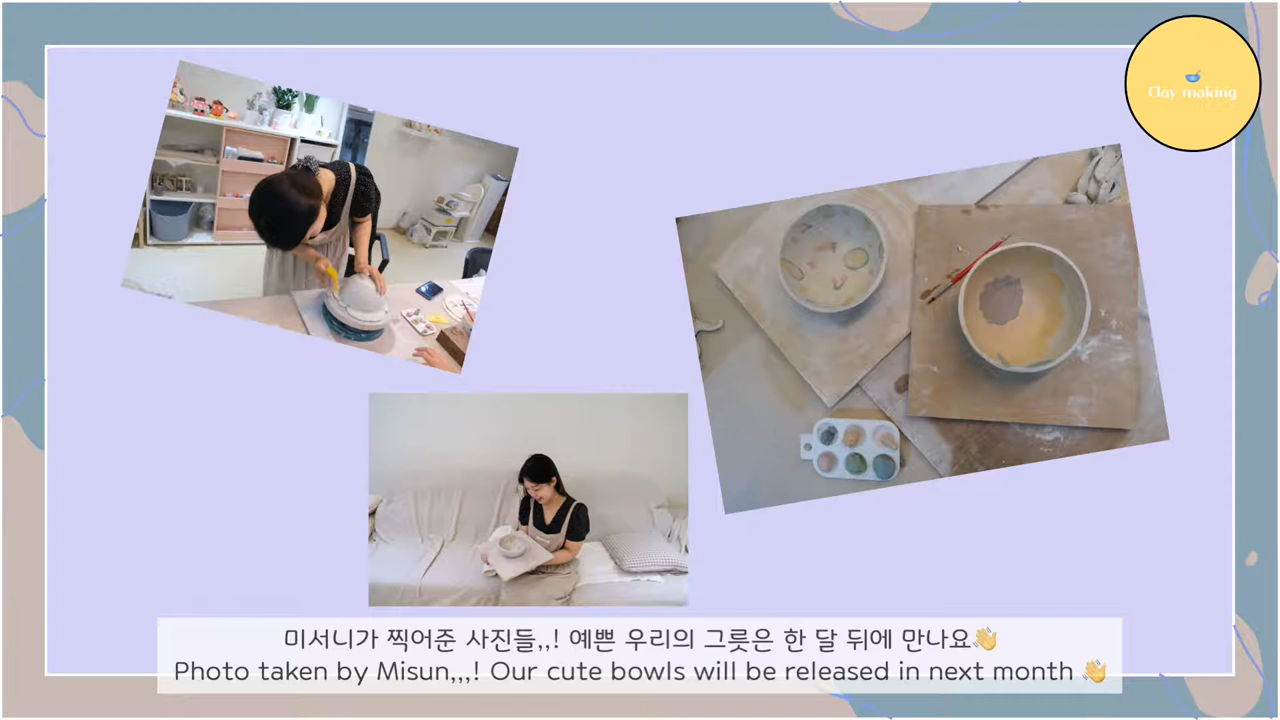 Clay making
미서니가 찍어준 사진들,,! 예쁜 우리의 그릇은 한 달 뒤에 만나요👋
Photo taken by Misun,,,! Our cute bowls will be released in next month 👋